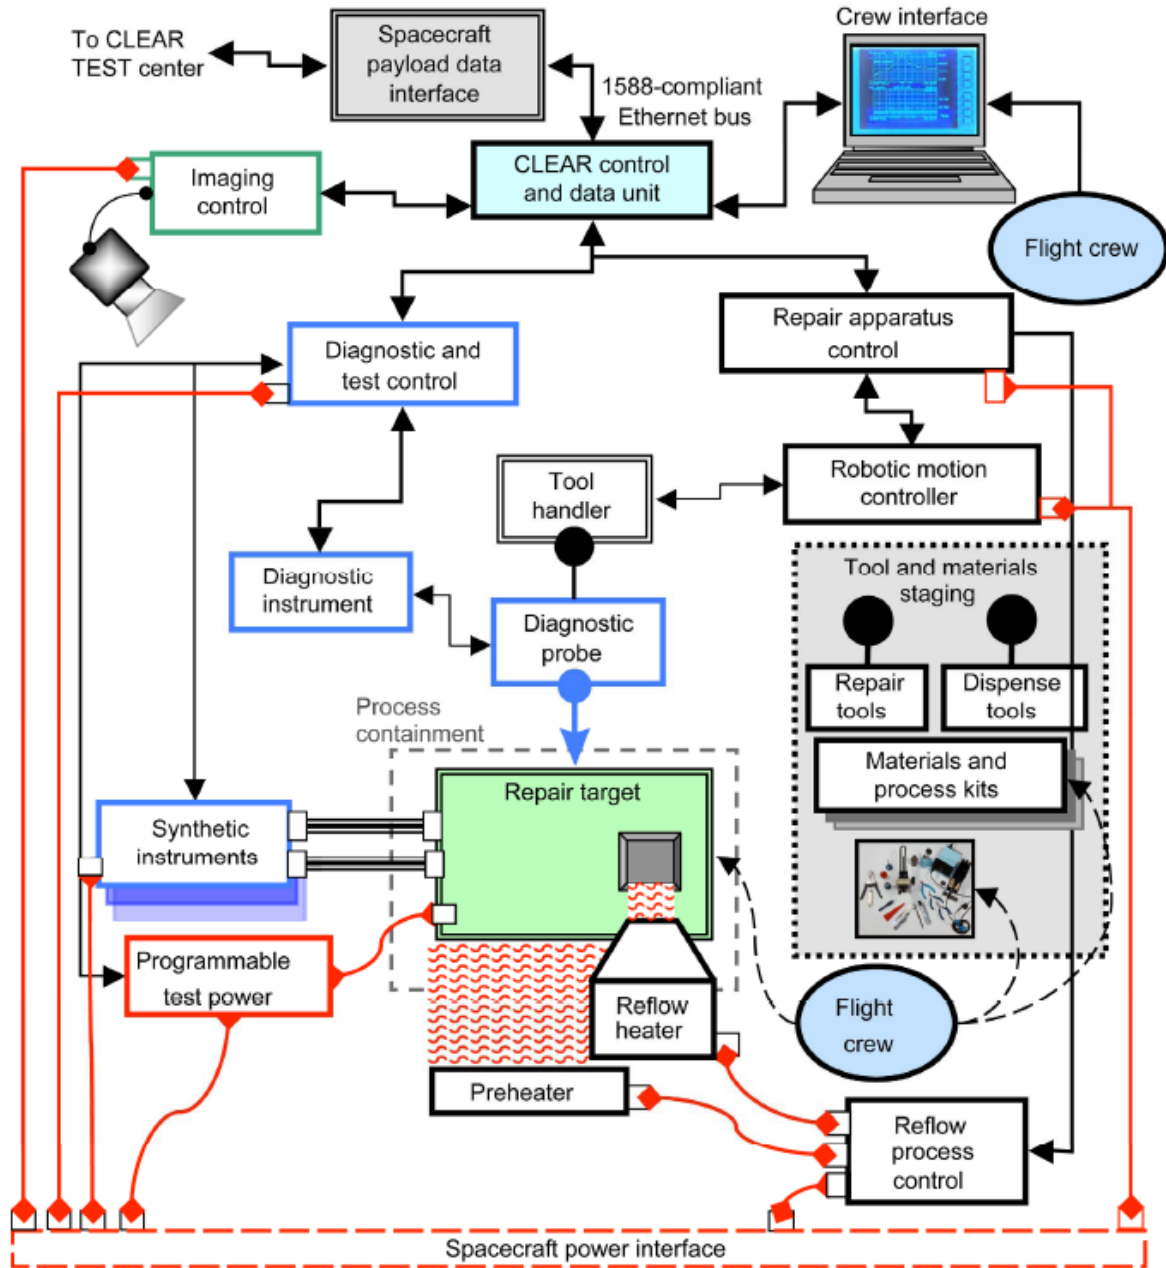 Crew interface
To CLEAR
TEST center
Spacecraft
payload data
interface
1588-compliant
Ethernet bus
CLEAR control
and data unit
Imaging
control
Flight crew
Repair apparatus
control
Diagnostic and
test control
Robotic motion
controller
Tool
handler
Tool and materials
staging
Diagnostic
instrument
Diagnostic
probe
Repair
tools
Dispense
tools
Process
containment
Materials and
process kits
Repair target
Synthetic
instruments
Programmable
test power
Reflow
heater
Flight
crew
Preheater
Reflow
process
control
Spacecraft power interface